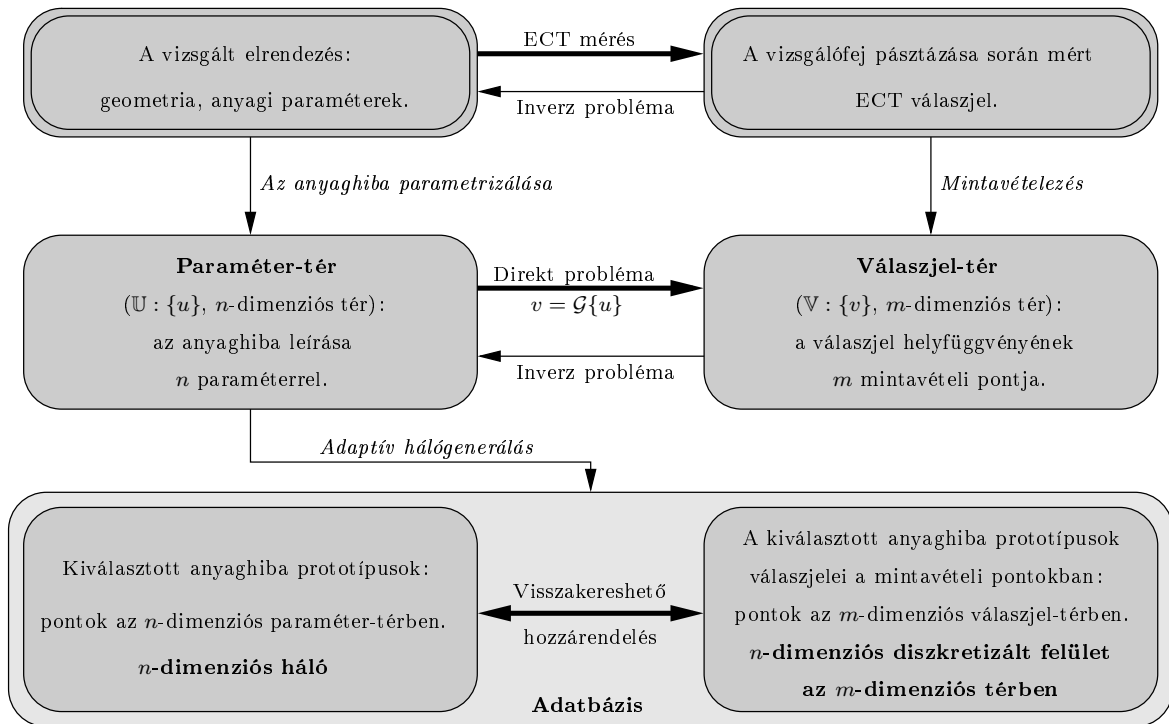 A vizsgált elrendezés:
geometria, anyagi paraméterek.
ECT mérés
Inverz probléma
A vizsgálófej pásztázása során mért
ECT válaszjel.
Az anyaghiba parametrizálása
Mintavételezés
Paraméter-tér
(𝕌 : {u}, n-dimenziós tér):
az anyaghiba leírása
n paraméterrel.
Direkt probléma
v = 𝒢{u}
Inverz probléma
Válaszjel-tér
(𝕍 : {v}, m-dimenziós tér):
a válaszjel helyfüggvényének
m mintavételi pontja.
Adaptív hálógenerálás
Kiválasztott anyaghiba prototípusok:
pontok az n-dimenziós paraméter-térben.
n-dimenziós háló
Visszakereshető
hozzárendelés
A kiválasztott anyaghiba prototípusok
válaszjelei a mintavételi pontokban:
pontok az m-dimenziós válaszjel-térben.
n-dimenziós diszkretizált felület
az m-dimenziós térben
Adatbázis